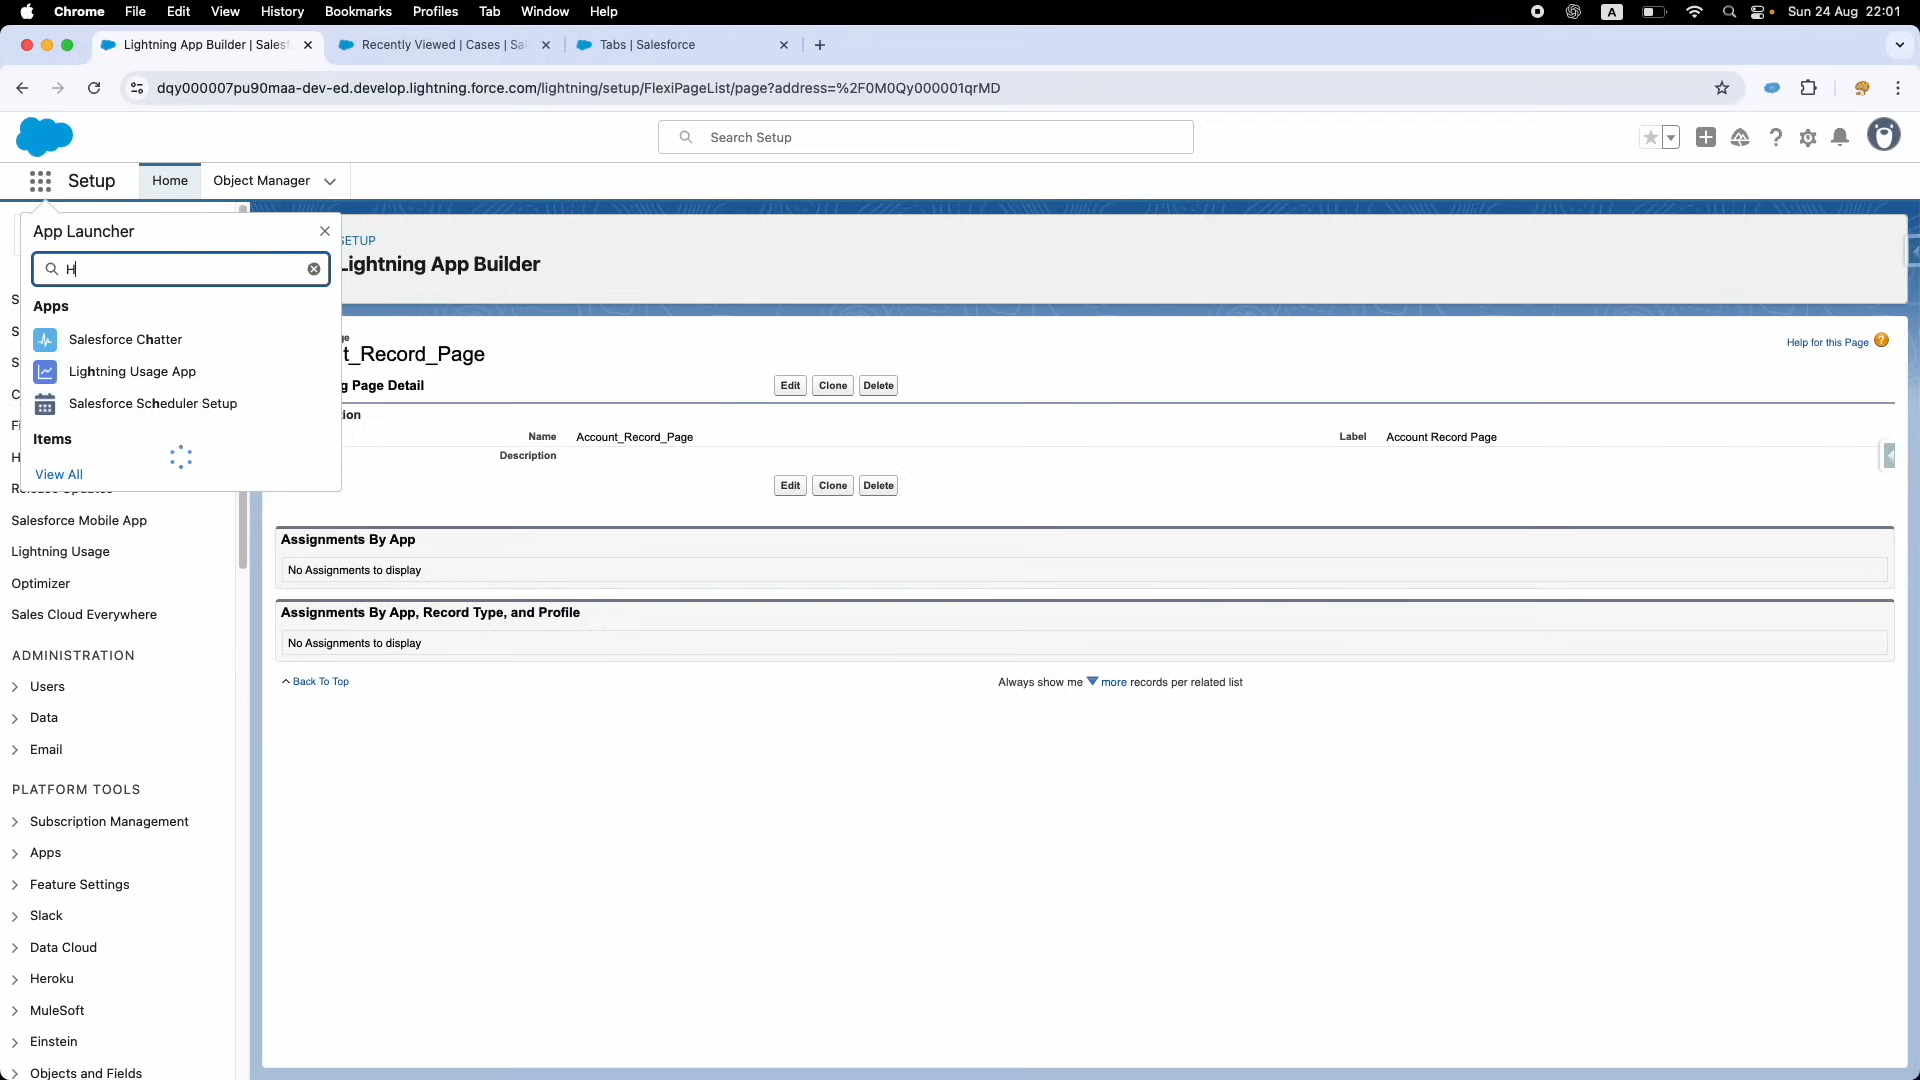 Chrome File Edit View History Bookmarks Profiles Tab Window Help
A Sun 24 Aug 22:01
Lightning App Builder | Salesf
Recently Viewed | Cases | Sa
Tabs | Salesforce
dqy000007pu90maa-dev-ed.develop.lightning.force.com/lightning/setup/FlexiPageList/page?address=%2F0M0Qy000001qrMD
Search Setup
Setup Home Object Manager
App Launcher
H
Apps
Salesforce Chatter
Lightning Usage App
Salesforce Scheduler Setup
Items
View All
Salesforce Mobile App
Lightning Usage
Optimizer
Sales Cloud Everywhere
ADMINISTRATION
Users
Data
Email
PLATFORM TOOLS
Subscription Management
Apps
Feature Settings
Slack
Data Cloud
Heroku
MuleSoft
Einstein
Objects and Fields
SETUP
Lightning App Builder
t_Record_Page
Help for this Page ?
g Page Detail
Edit Clone Delete
ion
Name Account_Record_Page
Label Account Record Page
Description
Edit Clone Delete
Assignments By App
No Assignments to display
Assignments By App, Record Type, and Profile
No Assignments to display
Back To Top
Always show me more records per related list